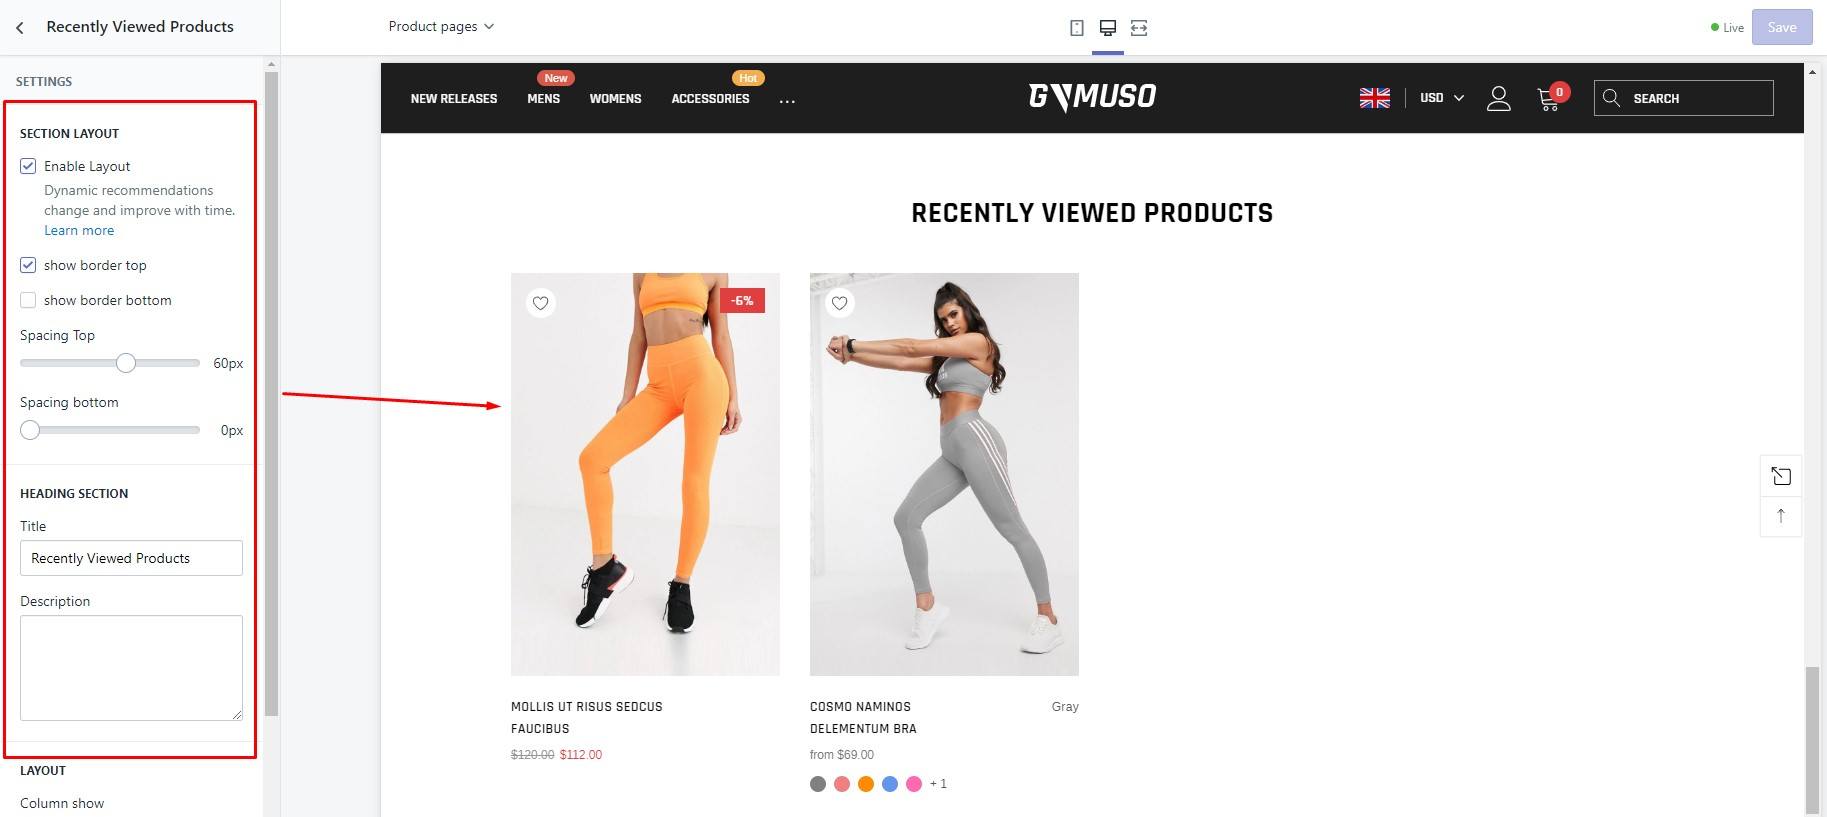 Recently Viewed Products
Product pages
Live
Save
SETTINGS
SECTION LAYOUT
Enable Layout
Dynamic recommendations
change and improve with time.
Learn more
show border top
show border bottom
Spacing Top
60px
Spacing bottom
0px
HEADING SECTION
Title
Recently Viewed Products
Description
LAYOUT
Column show
New
Hot
NEW RELEASES
MENS
WOMENS
ACCESSORIES
...
GVMUSO
USD
0
SEARCH
RECENTLY VIEWED PRODUCTS
-6%
MOLLIS UT RISUS SEDCUS
FAUCIBUS
$120.00 $112.00
COSMO NAMINOS
DELEMENTUM BRA
Gray
from $69.00
+ 1